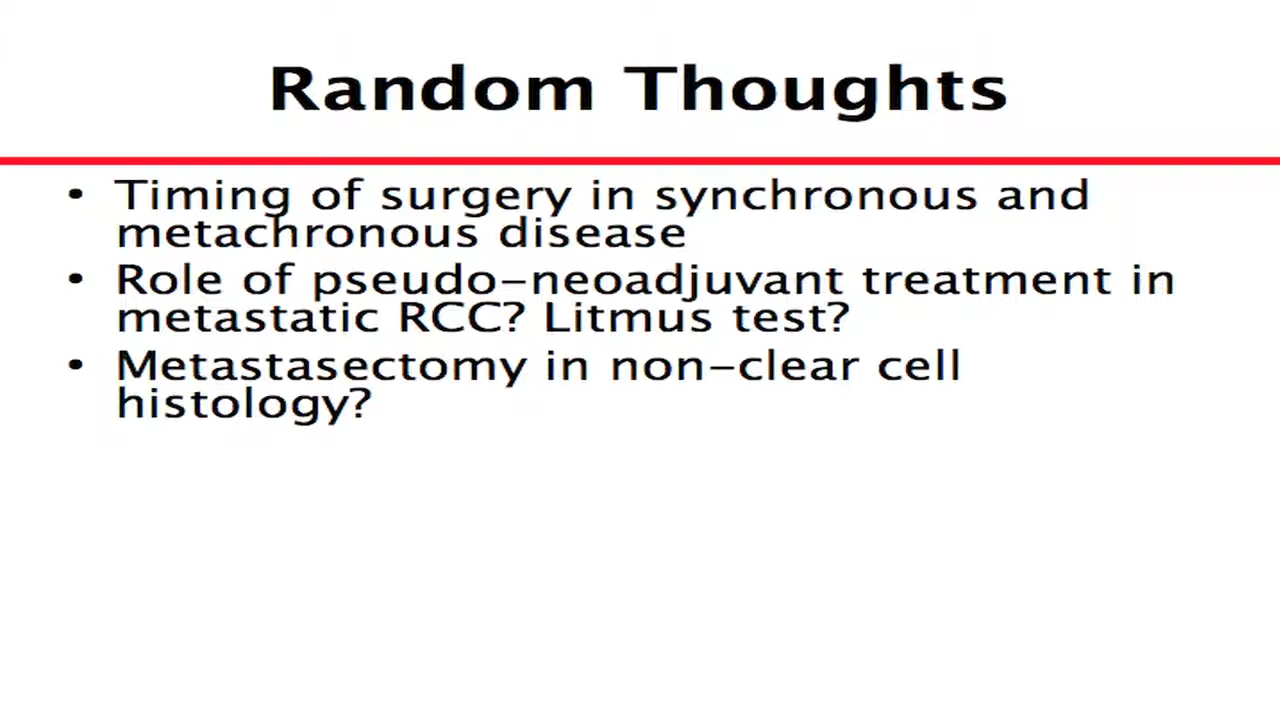 Random Thoughts
• Timing of surgery in synchronous and
metachronous disease
• Role of pseudo-neoadjuvant treatment in
metastatic RCC? Litmus test?
• Metastasectomy in non-clear cell
histology?